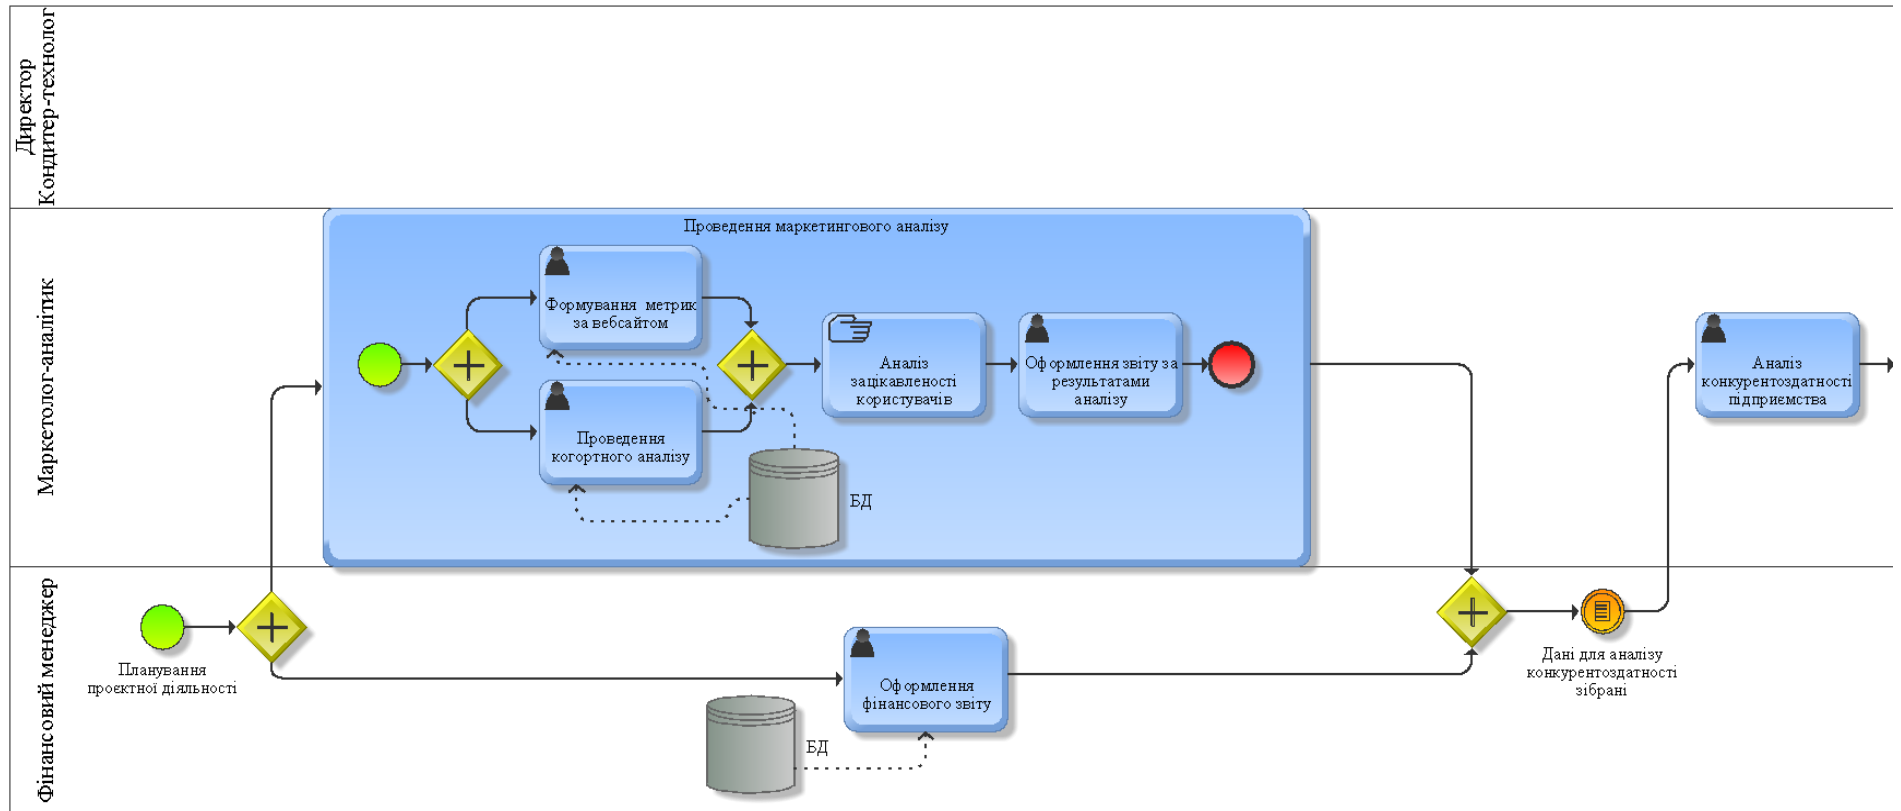 Директор
Кондитер-технолог
Маркетолог-аналітик
Проведення маркетингового аналізу
Формування метрик
за вебсайтом
Проведення
когортного аналізу
БД
Аналіз
зацікавленості
користувачів
Оформлення звіту за
результатами
аналізу
Аналіз
конкурентоздатності
підприємства
Фінансовий менеджер
Планування
проєктної діяльності
Оформлення
фінансового звіту
БД
Дані для аналізу
конкурентоздатності
зібрані